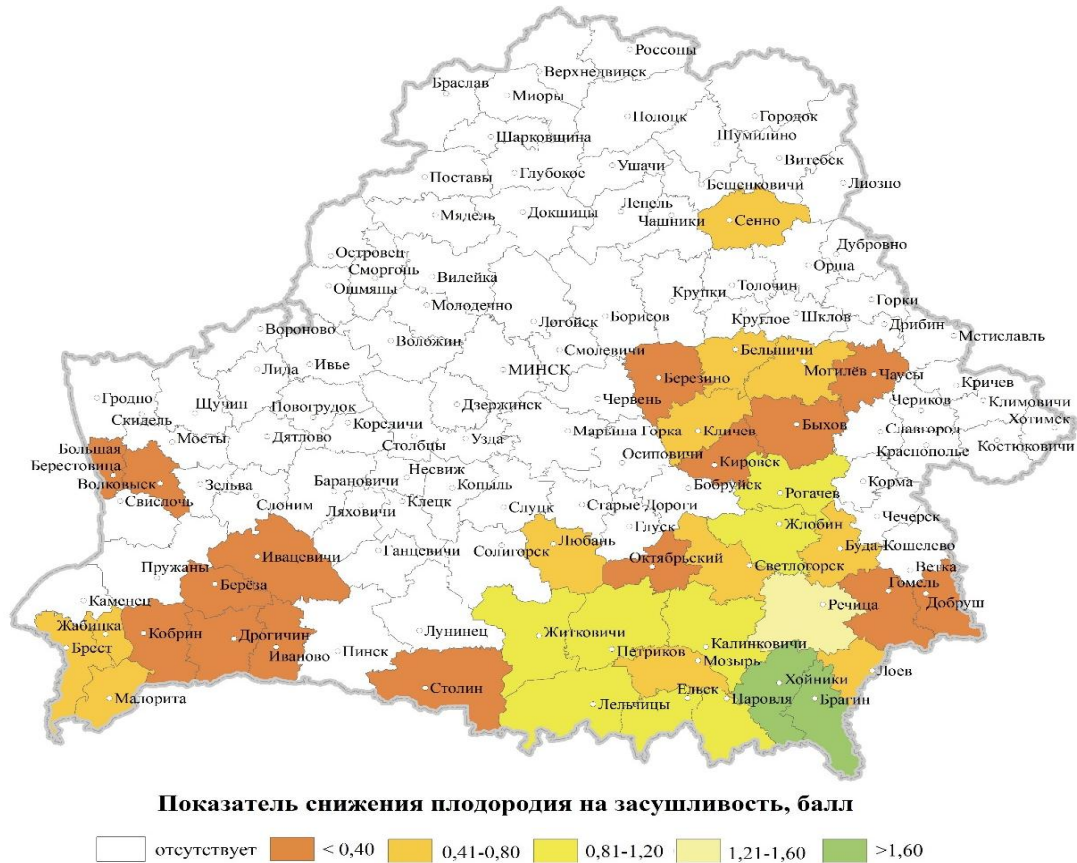 Россоны
Верхнедвинск
Браслав
Миоры
Полоцк
Городок
Шарковщина
Шумилино
Витебск
Ушачи
Глубокое
Поставы
Бешенковичи
Лиозно
Лепель
Мядель
Докшицы
Чашники
Сенно
Дубровно
Островец
Сморгонь
Вилейка
Орша
Ошмяны
Толочин
Крупки
Горки
Молодечно
Борисов
Круглое
Шклов
Логойск
Дрибин
Вороново
Воложин
Мстиславль
Смолевичи
Белыничи
Ивье
Лида
МИНСК
Могилёв
Березино
Чаусы
Кричев
Гродно
Червень
Климовичи
Щучин
Новогрудок
Дзержинск
Чериков
Скидель
Хотимск
Кореличи
Мосты
Дятлово
Столбцы
Узда
Марьина Горка
Кличев
Быхов
Славгород
Костюковичи
Большая
Берестовица
Осиповичи
Краснополье
Несвиж
Кировск
Волковыск
Зельва
Барановичи
Копыль
Бобруйск
Корма
Свислочь
Клецк
Рогачев
Слоним
Ляховичи
Слуцк
Старые Дороги
Чечерск
Глуск
Жлобин
Ганцевичи
Солигорск
Любань
Буда-Кошелево
Ивацевичи
Октябрьский
Светлогорск
Ветка
Пружаны
Берёза
Гомель
Каменец
Речица
Добруш
Жабинка
Кобрин
Дрогичин
Лунинец
Житковичи
Брест
Иваново
Пинск
Петриков
Калинковичи
Мозырь
Лоев
Столин
Хойники
Малорита
Ельск
Лельчицы
Наровля
Брагин
Показатель снижения плодородия на засушливость, балл
отсутствует < 0,40 0,41-0,80 0,81-1,20 1,21-1,60 >1,60